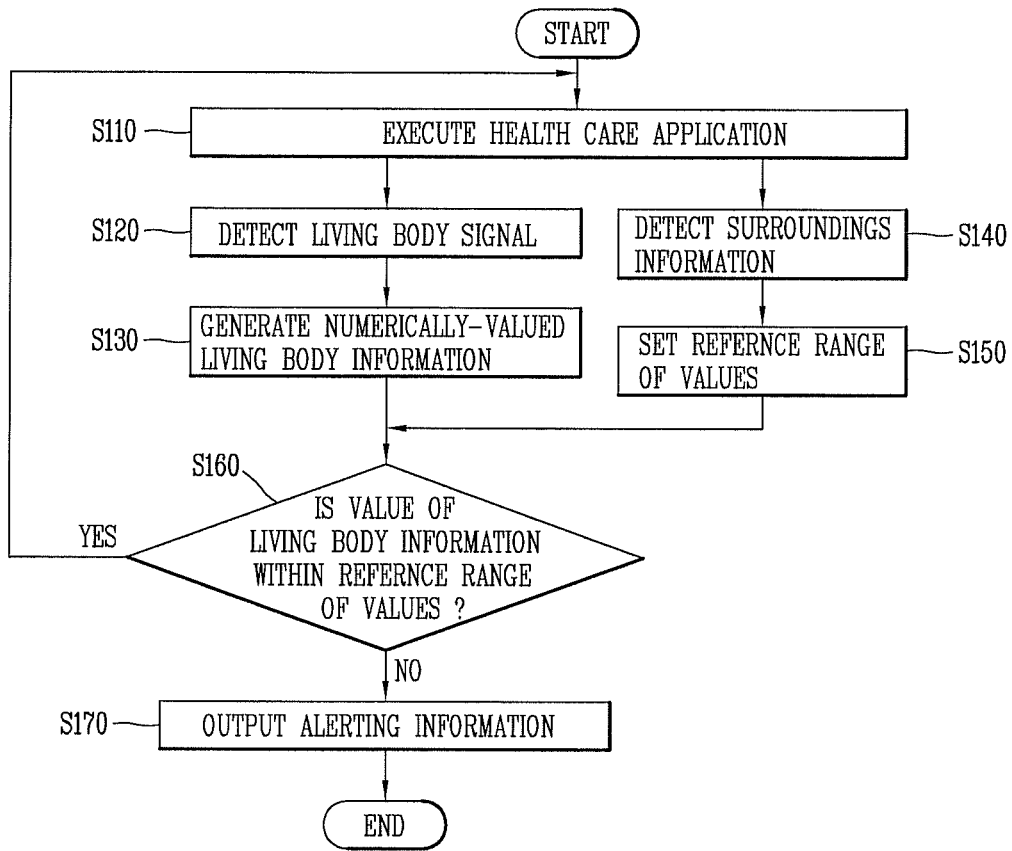 START
S110
EXECUTE HEALTH CARE APPLICATION
S120
DETECT LIVING BODY SIGNAL
DETECT SURROUNDINGS
INFORMATION
S140
S130
GENERATE NUMERICALLY-VALUED
LIVING BODY INFORMATION
SET REFERNCE RANGE
OF VALUES
S150
S160
YES
IS VALUE OF
LIVING BODY INFORMATION
WITHIN REFERNCE RANGE
OF VALUES ?
NO
S170
OUTPUT ALERTING INFORMATION
END